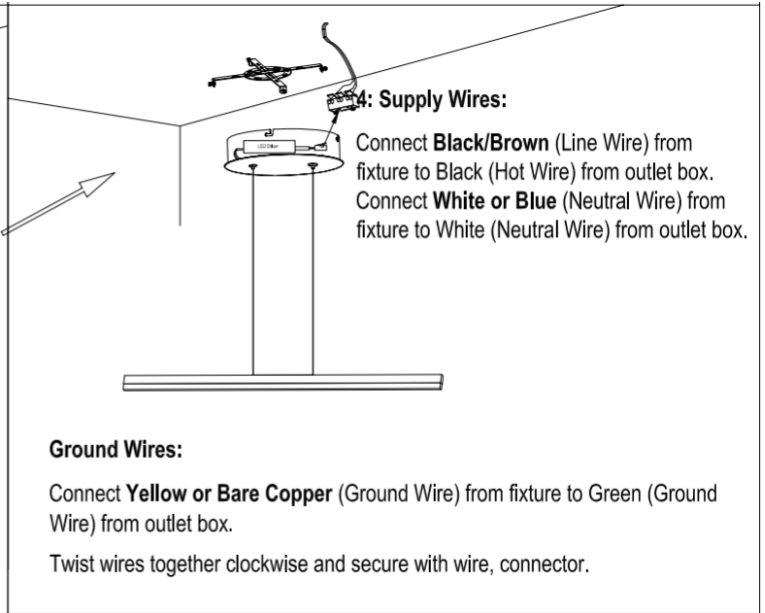 4: Supply Wires:
LED Driver
Connect Black/Brown (Line Wire) from
fixture to Black (Hot Wire) from outlet box.
Connect White or Blue (Neutral Wire) from
fixture to White (Neutral Wire) from outlet box.
Ground Wires:
Connect Yellow or Bare Copper (Ground Wire) from fixture to Green (Ground
Wire) from outlet box.
Twist wires together clockwise and secure with wire, connector.